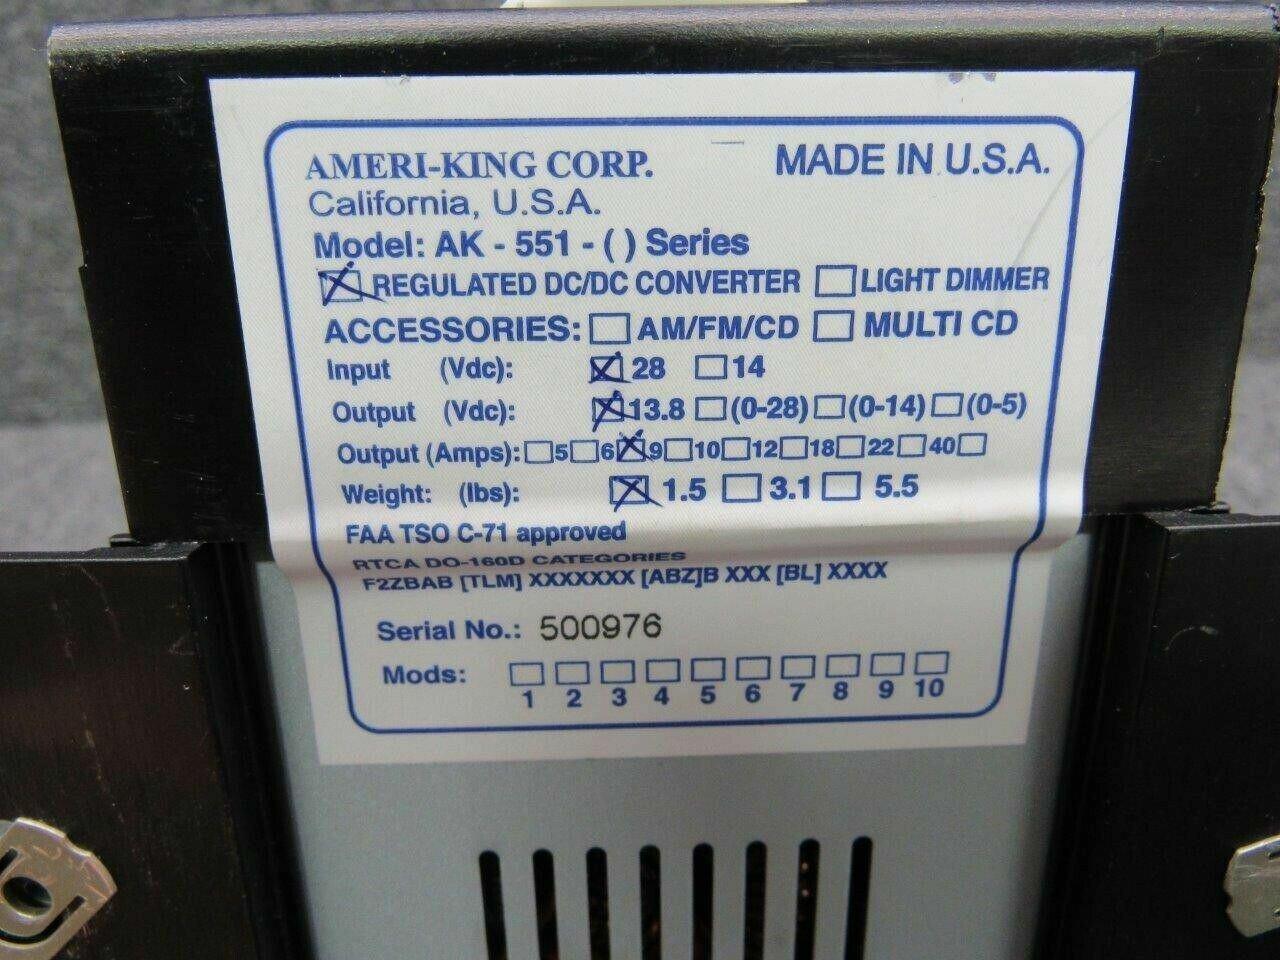 AMERI-KING CORP. MADE IN U.S.A.
California, U.S.A.
Model: AK - 551 - ( ) Series
☒ REGULATED DC/DC CONVERTER ☐ LIGHT DIMMER
ACCESSORIES: ☐ AM/FM/CD ☐ MULTI CD
Input (Vdc): ☒ 28 ☐ 14
Output (Vdc): ☒ 13.8 ☐ (0-28) ☐ (0-14) ☐ (0-5)
Output (Amps): ☐ 5 ☐ 6 ☒ 9 ☐ 10 ☐ 12 ☐ 18 ☐ 22 ☐ 40 ☐
Weight: (lbs): ☒ 1.5 ☐ 3.1 ☐ 5.5
FAA TSO C-71 approved
RTCA DO-160D CATEGORIES
F2ZBAB [TLM] XXXXXXX [ABZ]B XXX [BL] XXXX
Serial No.: 500976
Mods: ☐ ☐ ☐ ☐ ☐ ☐ ☐ ☐ ☐ ☐
1 2 3 4 5 6 7 8 9 10